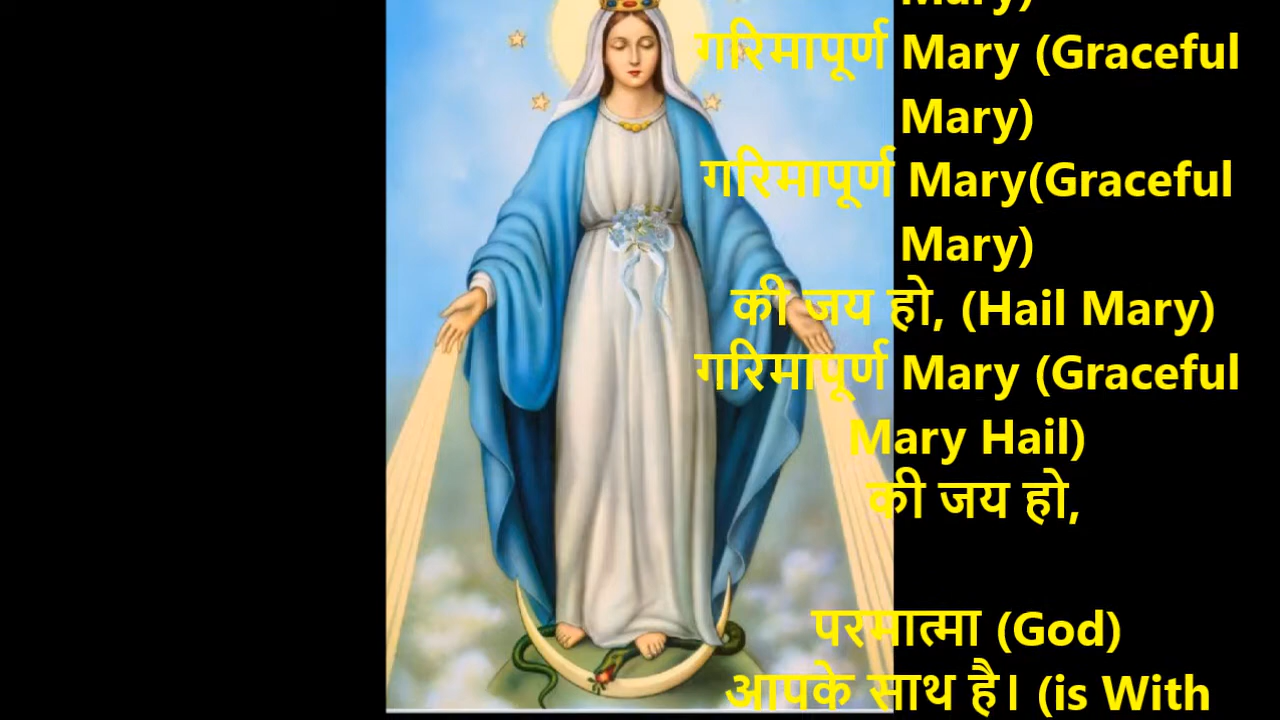 Mary)
गरिमापूर्ण Mary (Graceful
Mary)
गरिमापूर्ण Mary(Graceful
Mary)
की जय हो, (Hail Mary)
गरिमापूर्ण Mary (Graceful
Mary Hail)
की जय हो,
परमात्मा (God)
आपके साथ है। (is With